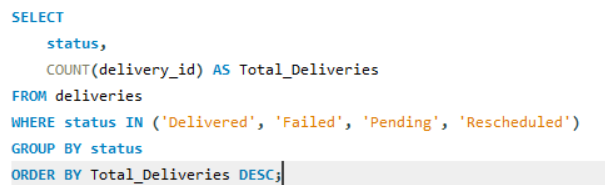 SELECT
    status,
    COUNT(delivery_id) AS Total_Deliveries
FROM deliveries
WHERE status IN ('Delivered', 'Failed', 'Pending', 'Rescheduled')
GROUP BY status
ORDER BY Total_Deliveries DESC;